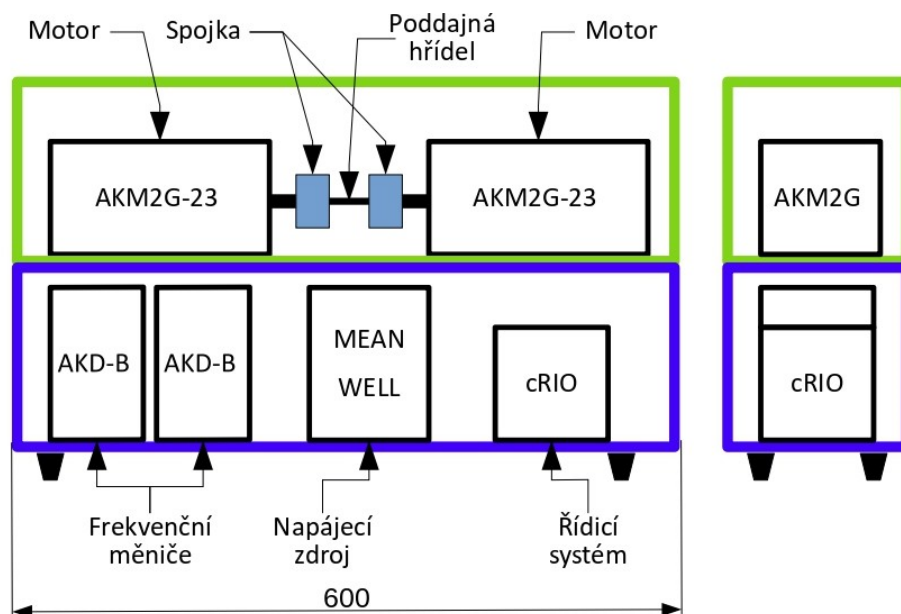 Motor
Spojka
Poddajná
hřídel
Motor
AKM2G-23
AKM2G-23
AKM2G
AKD-B
AKD-B
MEAN
WELL
cRIO
cRIO
Frekvenční
měniče
Napájecí
zdroj
Řídicí
systém
600